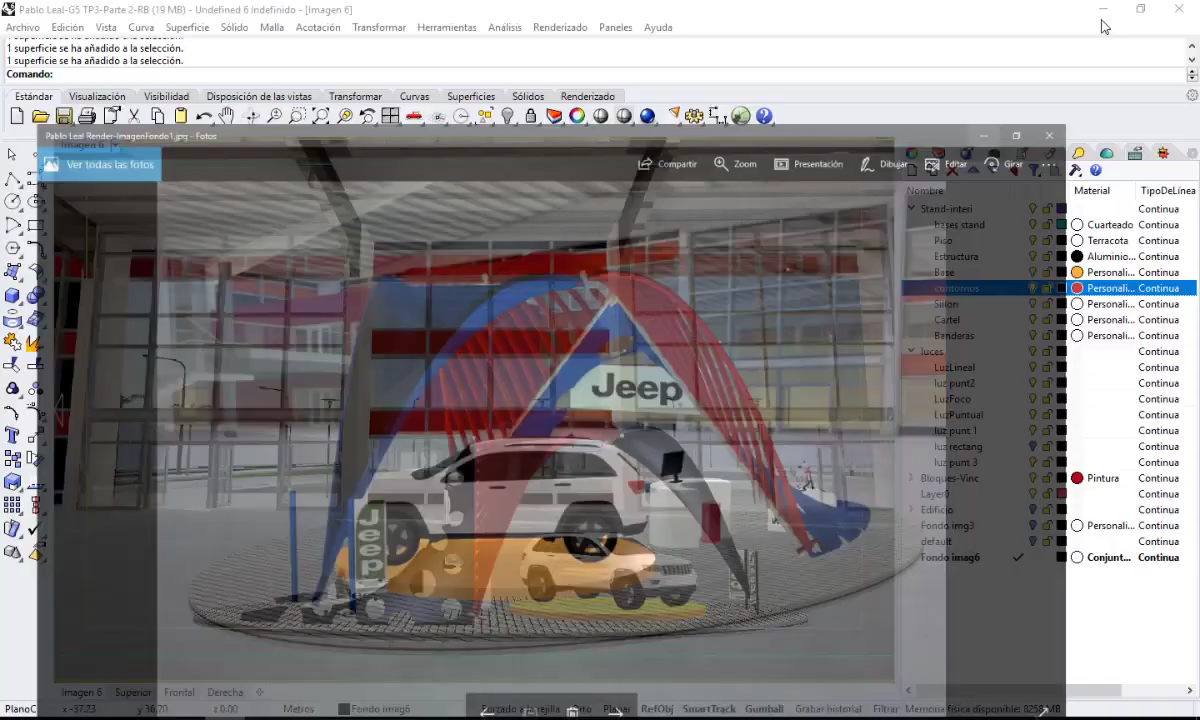 Pablo Leal-G5 TP3-Parte 2-RB (19 MB) - Undefined 6 Indefinido - [Imagen 6]
Archivo Edición Vista Curva Superficie Sólido Malla Acotación Transformar Herramientas Análisis Renderizado Paneles Ayuda
1 superficie se ha añadido a la selección.
1 superficie se ha añadido a la selección.
Comando:
Estándar Visualización Visibilidad Disposición de las vistas Transformar Curvas Superficies Sólidos Renderizado
Pablo Leal Render-ImagenFondo1.jpg - Fotos
Imagen 6
Ver todas las fotos Compartir Zoom Presentación Dibujar Editar Girar
Nombre Material TipoDeLínea
Stand-interi Continua
bases stand Cuarteado Continua
Piso Terracota Continua
Estructura Aluminio... Continua
Base Personali... Continua
contornos Personali... Continua
Sillon Personali... Continua
Cartel Personali... Continua
Banderas Personali... Continua
luces Continua
LuzLineal Continua
luz punt2 Continua
LuzFoco Continua
LuzPuntual Continua
luz punt 1 Continua
luz rectang Continua
luz punt 3 Continua
Bloques-Vinc Pintura Continua
Layer0 Continua
Edificio Continua
Fondo img3 Personali... Continua
default Continua
Fondo imag6 Conjunt... Continua
Jeep
Jeep
Imagen 6 Superior Frontal Derecha
PlanoC x -37.23 y 36.70 z 0.00 Metros Fondo imag6 Forzado a la rejilla Orto Planar RefObj SmartTrack Gumball Grabar historial Filtrar Memoria física disponible: 8258 MB